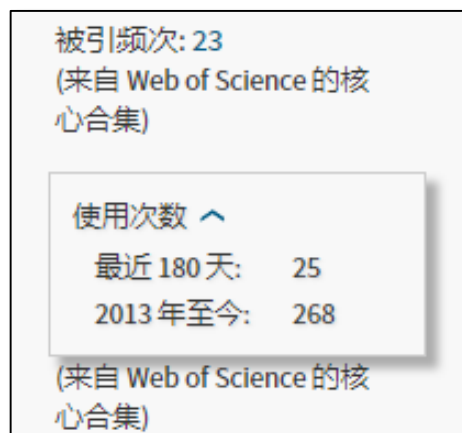 被引频次: 23
(来自 Web of Science 的核
心合集)
使用次数
最近 180 天: 25
2013 年至今: 268
(来自 Web of Science 的核
心合集)